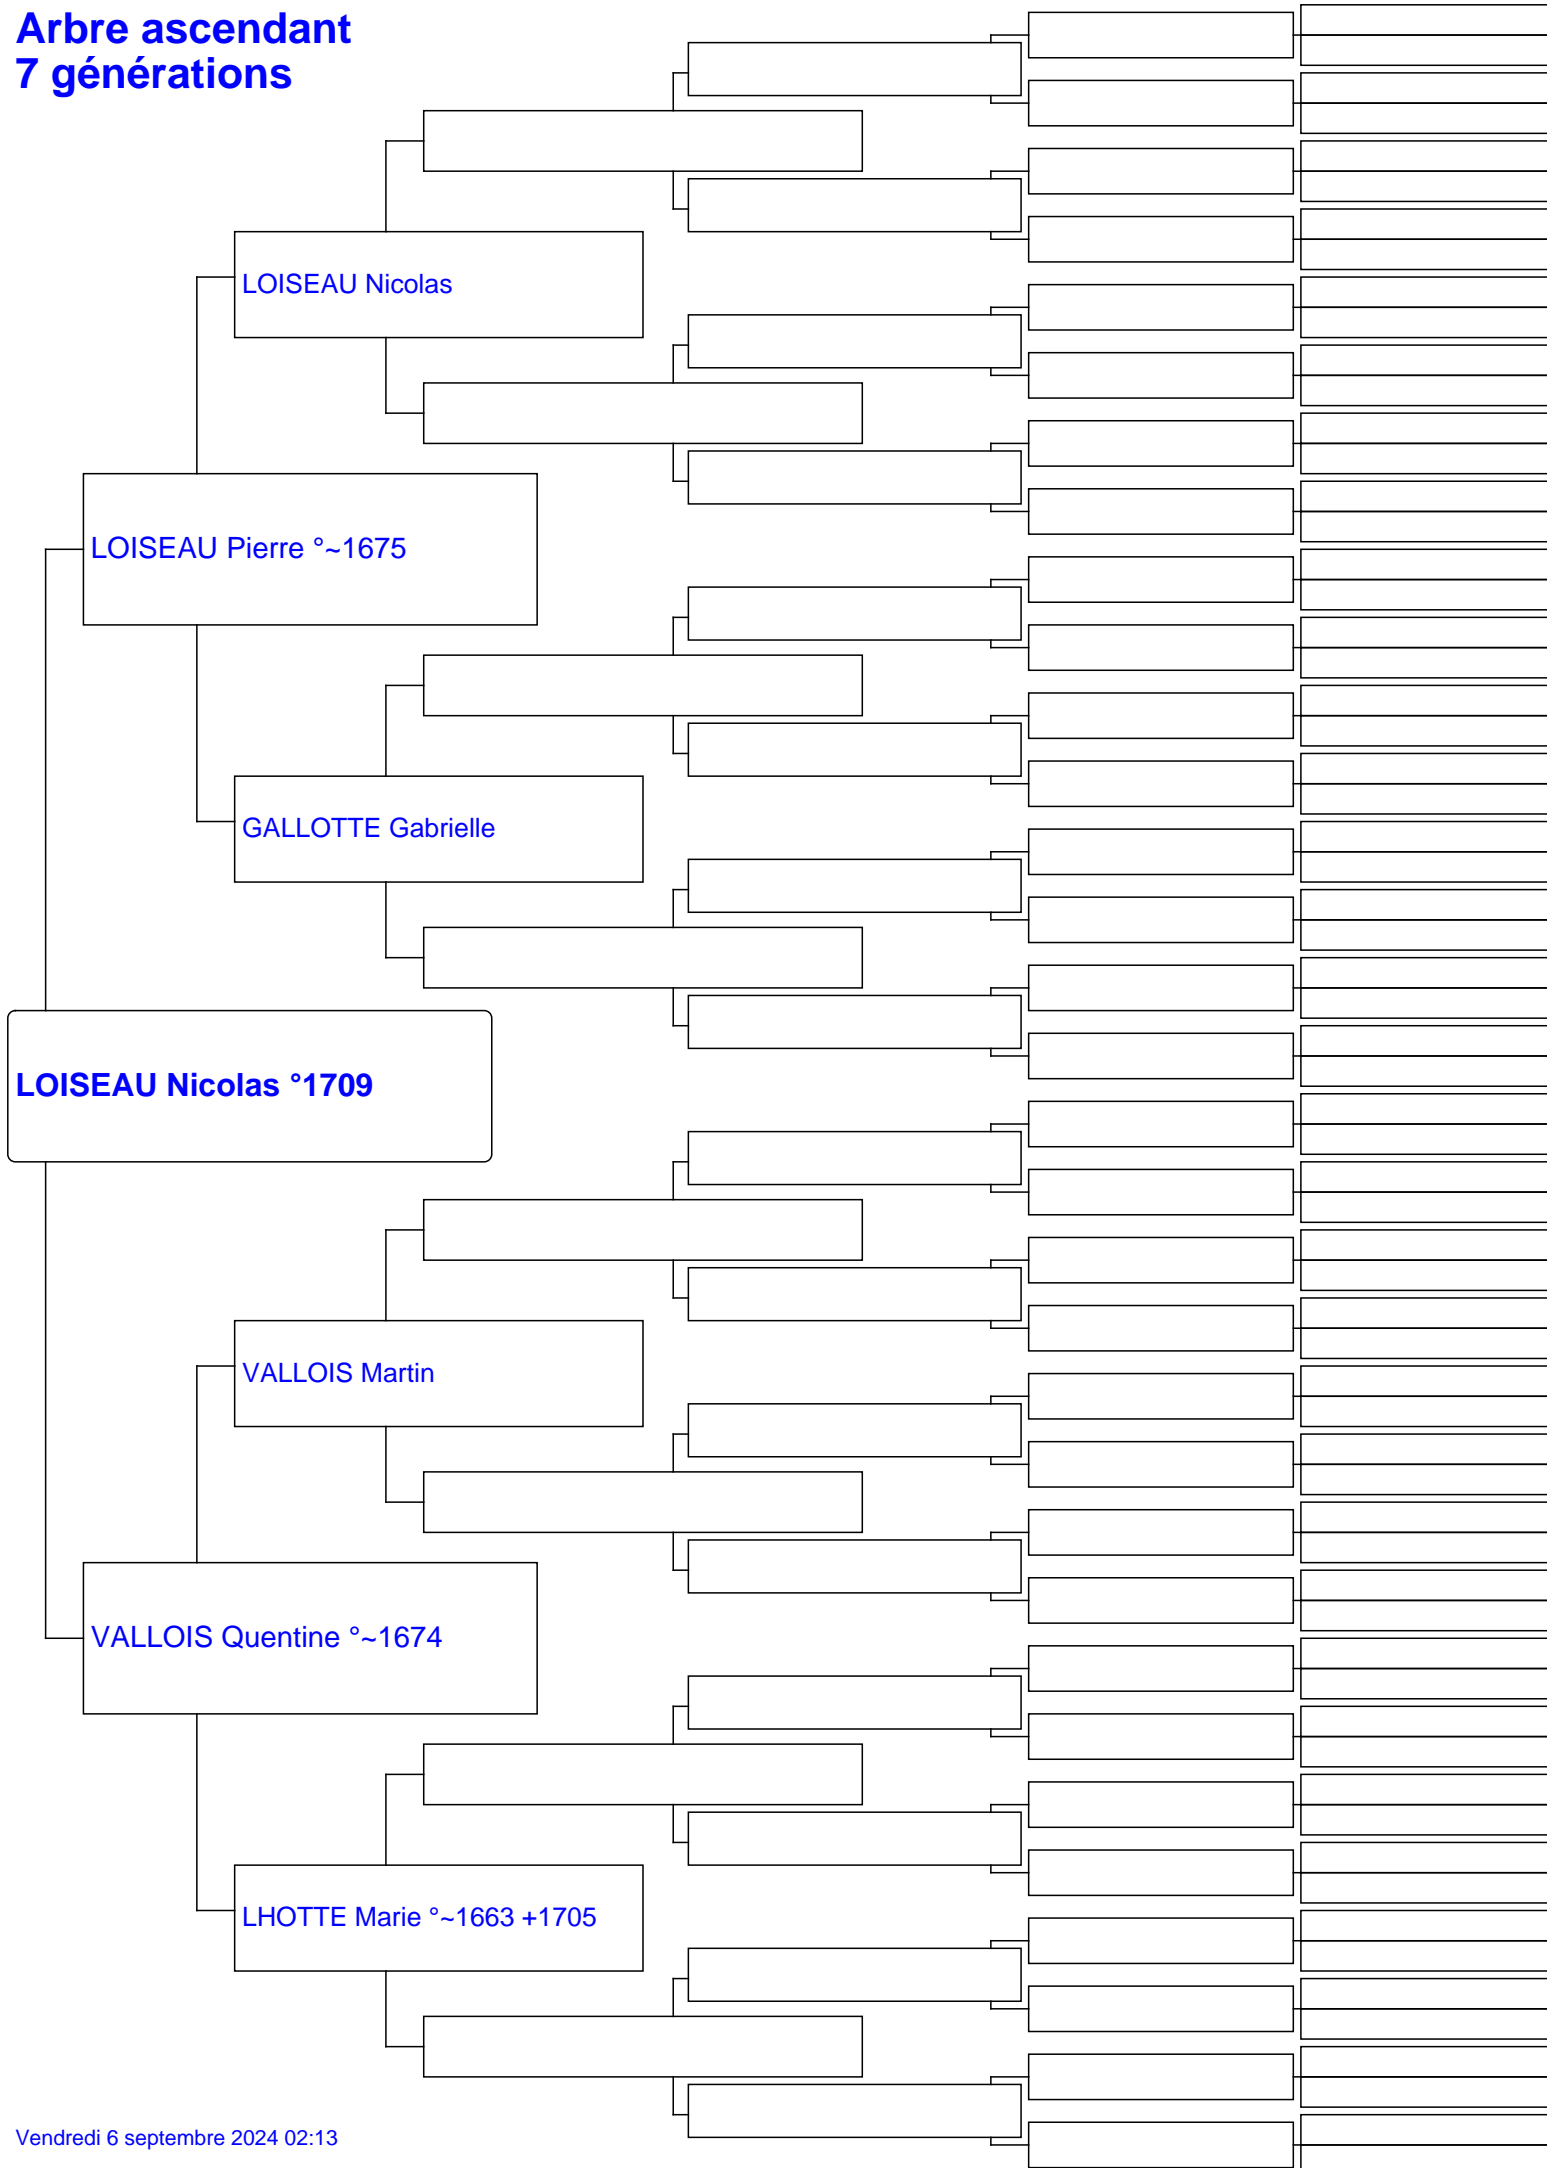 Arbre ascendant
7 générations
LOISEAU Nicolas
LOISEAU Pierre °~1675
GALLOTTE Gabrielle
LOISEAU Nicolas °1709
VALLOIS Martin
VALLOIS Quentine °~1674
LHOTTE Marie °~1663 +1705
Vendredi 6 septembre 2024 02:13